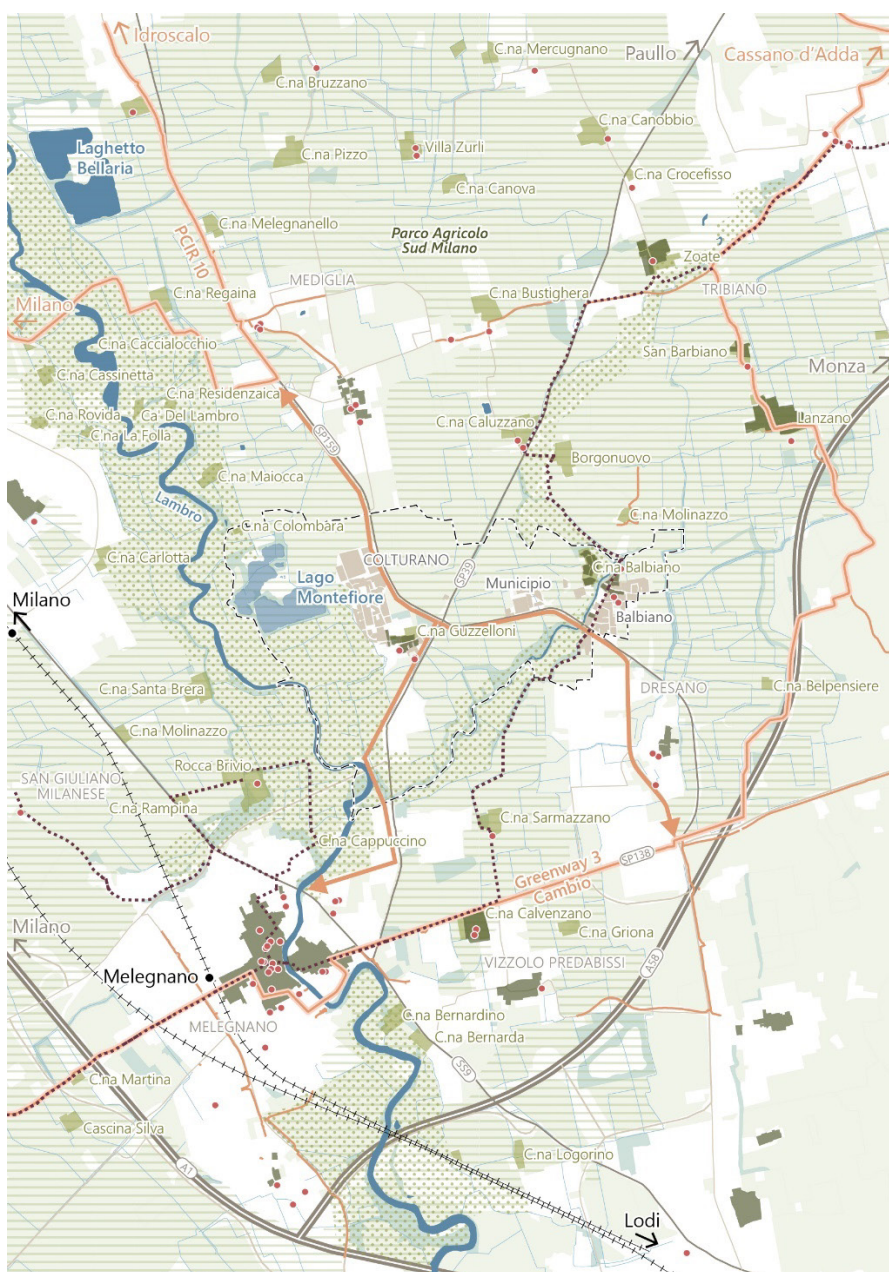 Idroscalo
C.na Mercugnano
Paullo
Cassano d'Adda
C.na Bruzzano
C.na Canobbio
Laghetto
Bellaria
C.na Pizzo
Villa Zurli
C.na Canova
C.na Crocefisso
C.na Melegnanello
PCIR 10
Parco Agricolo
Sud Milano
Zoate
MEDIGLIA
TRIBIANO
C.na Regaina
C.na Bustighera
Milano
C.na Caccialocchio
San Barbiano
Monza
C.na Cassinetta
C.na Residenzaica
C.na Rovida
Ca' Del Lambro
C.na La Folla
SP159
C.na Caluzzano
Lanzano
Borgonuovo
C.na Maiocca
Lambro
C.na Molinazzo
C.na Colombara
C.na Carlotta
COLTURANO
SP39
C.na Balbiano
Lago
Montefiore
Municipio
Milano
Balbiano
C.na Guzzelloni
C.na Santa Brera
DRESANO
C.na Belpensiere
C.na Molinazzo
Rocca Brivio
SAN GIULIANO
MILANESE
C.na Rampina
C.na Sarmazzano
C.na Cappuccino
SP138
Greenway 3
Cambio
Milano
C.na Calvenzano
C.na Griona
A58
Melegnano
VIZZOLO PREDABISSI
MELEGNANO
C.na Bernardino
C.na Bernarda
SS9
C.na Martina
Cascina Silva
C.na Logorino
A1
Lodi